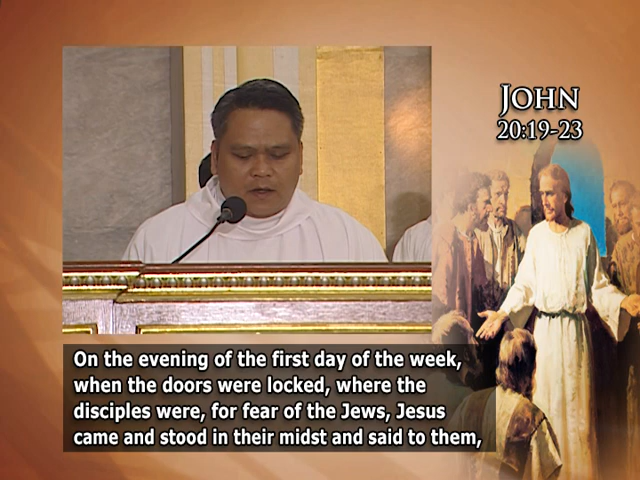 John
20:19-23
On the evening of the first day of the week,
when the doors were locked, where the
disciples were, for fear of the Jews, Jesus
came and stood in their midst and said to them,